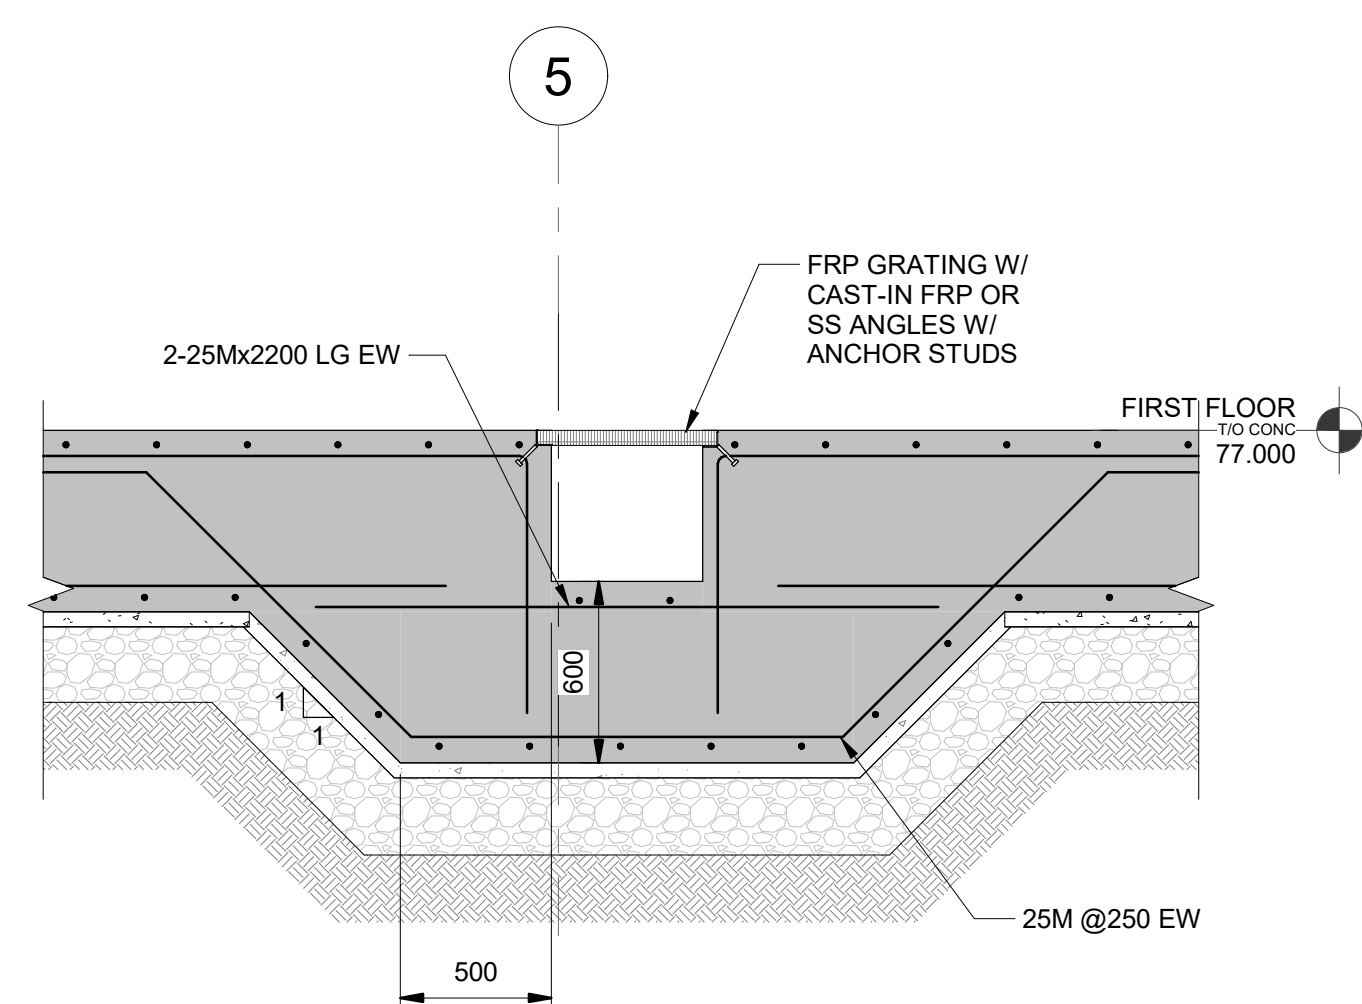 5
FRP GRATING W/
CAST-IN FRP OR
SS ANGLES W/
ANCHOR STUDS
2-25Mx2200 LG EW
FIRST FLOOR
T/O CONC
77.000
600
1
1
25M @250 EW
500